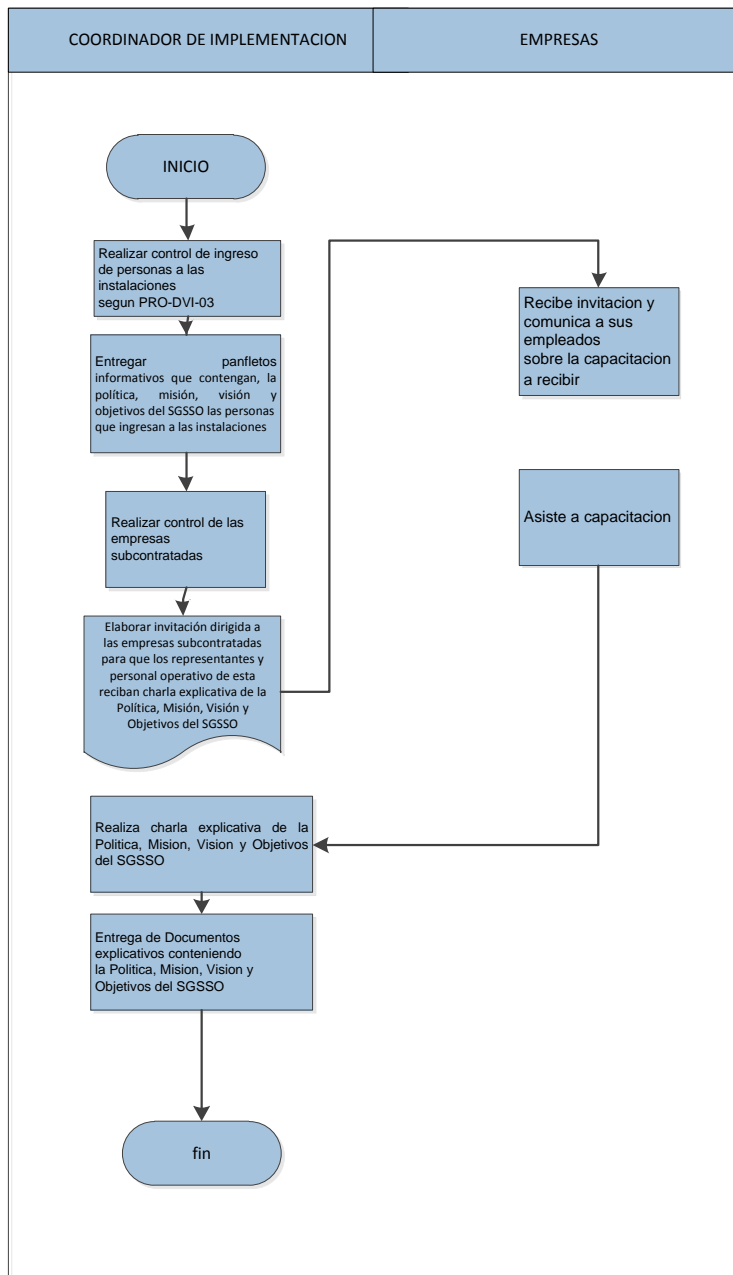 COORDINADOR DE IMPLEMENTACION
EMPRESAS
INICIO
Realizar control de ingreso
de personas a las
instalaciones
segun PRO-DVI-03
Entregar panfletos
informativos que contengan, la
política, misión, visión y
objetivos del SGSSO las personas
que ingresan a las instalaciones
Realizar control de las
empresas
subcontratadas
Elaborar invitación dirigida a
las empresas subcontratadas
para que los representantes y
personal operativo de esta
reciban charla explicativa de la
Política, Misión, Visión y
Objetivos del SGSSO
Recibe invitacion y
comunica a sus
empleados
sobre la capacitacion
a recibir
Asiste a capacitacion
Realiza charla explicativa de la
Politica, Mision, Vision y Objetivos
del SGSSO
Entrega de Documentos
explicativos conteniendo
la Politica, Mision, Vision y
Objetivos del SGSSO
fin